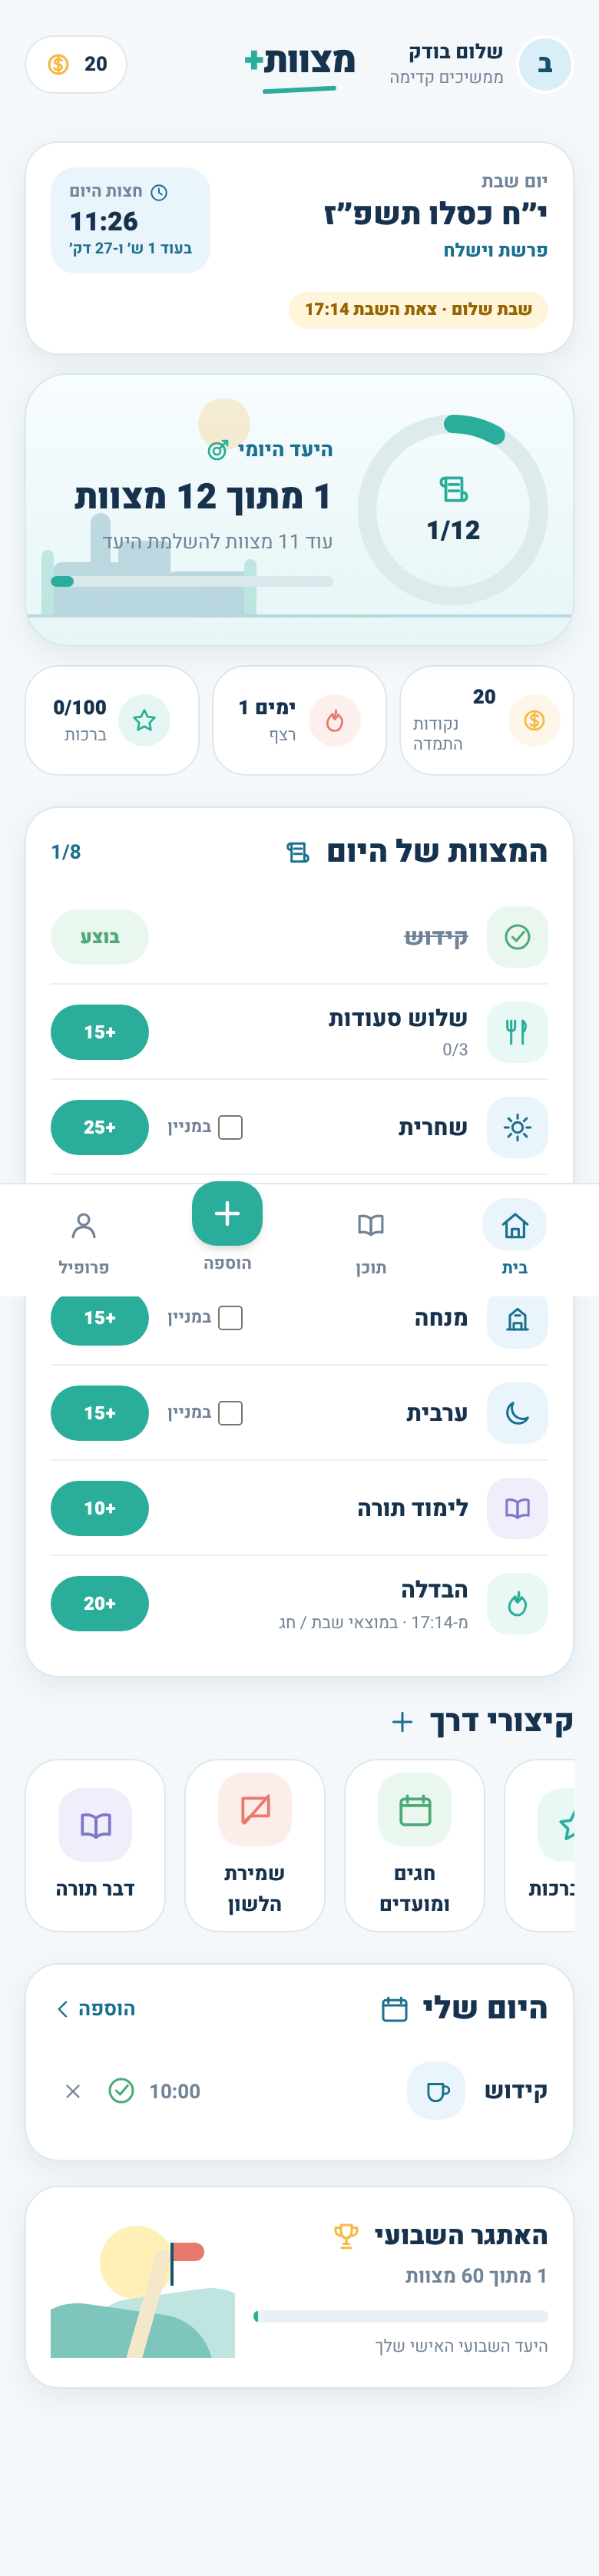 ב
שלום בודק
ממשיכים קדימה
מצוות+
20
יום שבת
י״ח כסלו תשפ״ז
פרשת וישלח
חצות היום
11:26
בעוד 1 ש׳ ו-27 דק׳
שבת שלום · צאת השבת 17:14
1/12
היעד היומי
1 מתוך 12 מצוות
עוד 11 מצוות להשלמת היעד
20
נקודות
התמדה
1 ימים
רצף
0/100
ברכות
המצוות של היום
1/8
קידוש
בוצע
שלוש סעודות
0/3
+15
שחרית
במניין
+25
בית
תוכן
הוספה
פרופיל
מנחה
במניין
+15
ערבית
במניין
+15
לימוד תורה
+10
הבדלה
מ-17:14 · במוצאי שבת / חג
+20
קיצורי דרך
ברכות
חגים
ומועדים
שמירת
הלשון
דבר תורה
היום שלי
הוספה
קידוש
10:00
האתגר השבועי
1 מתוך 60 מצוות
היעד השבועי האישי שלך